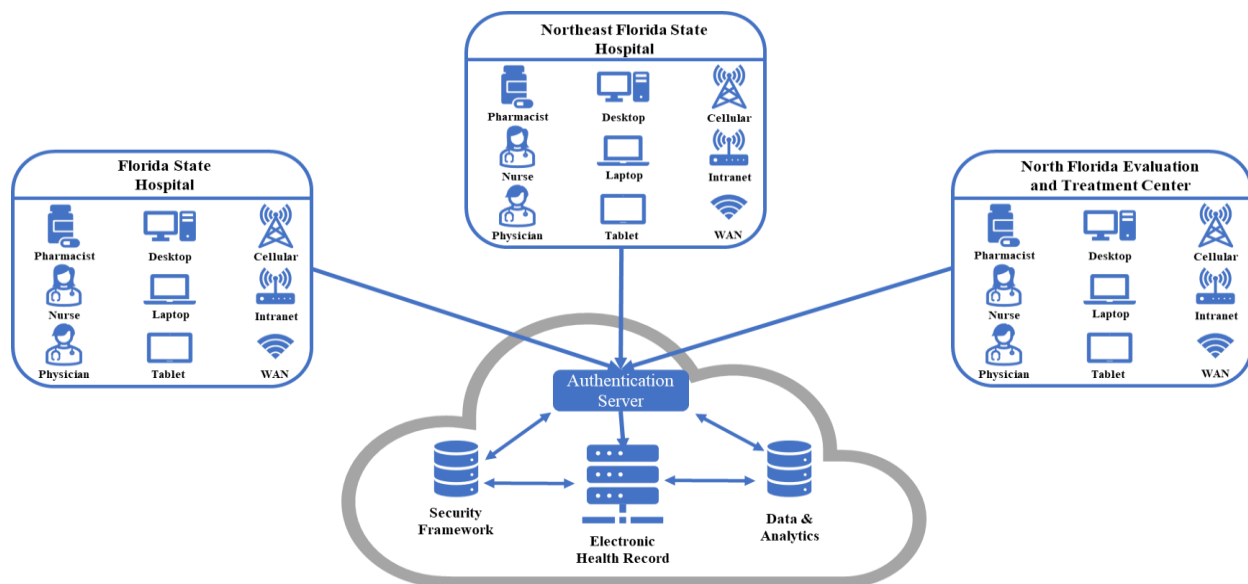 Northeast Florida State
Hospital
Pharmacist
Desktop
Cellular
Nurse
Laptop
Intranet
Physician
Tablet
WAN
Florida State
Hospital
Pharmacist
Desktop
Cellular
Nurse
Laptop
Intranet
Physician
Tablet
WAN
North Florida Evaluation
and Treatment Center
Pharmacist
Desktop
Cellular
Nurse
Laptop
Intranet
Physician
Tablet
WAN
Authentication
Server
Security
Framework
Electronic
Health Record
Data &
Analytics